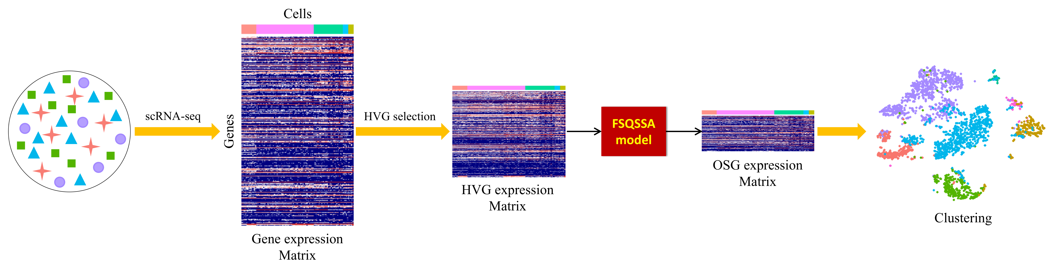 Cells
scRNA-seq
Genes
Gene expression
Matrix
HVG selection
HVG expression
Matrix
FSQSSA
model
OSG expression
Matrix
Clustering